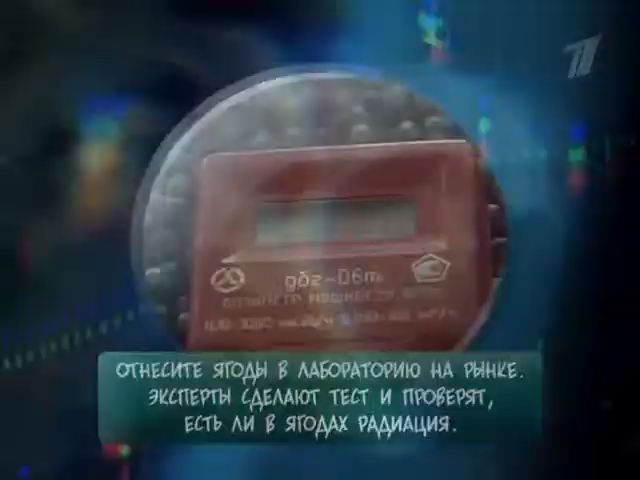 дбг-06т
ОТНЕСИТЕ ЯГОДЫ В ЛАБОРАТОРИЮ НА РЫНКЕ.
ЭКСПЕРТЫ СДЕЛАЮТ ТЕСТ И ПРОВЕРЯТ,
ЕСТЬ ЛИ В ЯГОДАХ РАДИАЦИЯ.